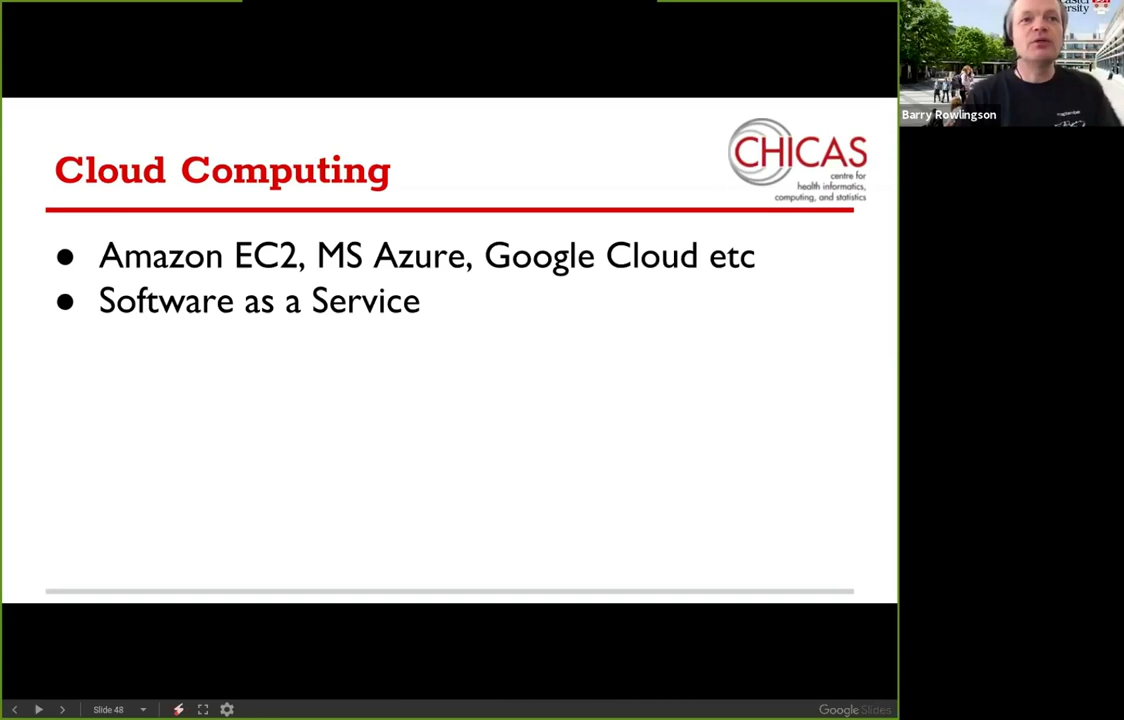 Cloud Computing
CHICAS
centre for
health informatics,
computing, and statistics
● Amazon EC2, MS Azure, Google Cloud etc
● Software as a Service
Barry Rowlingson
Slide 48
Google Slides